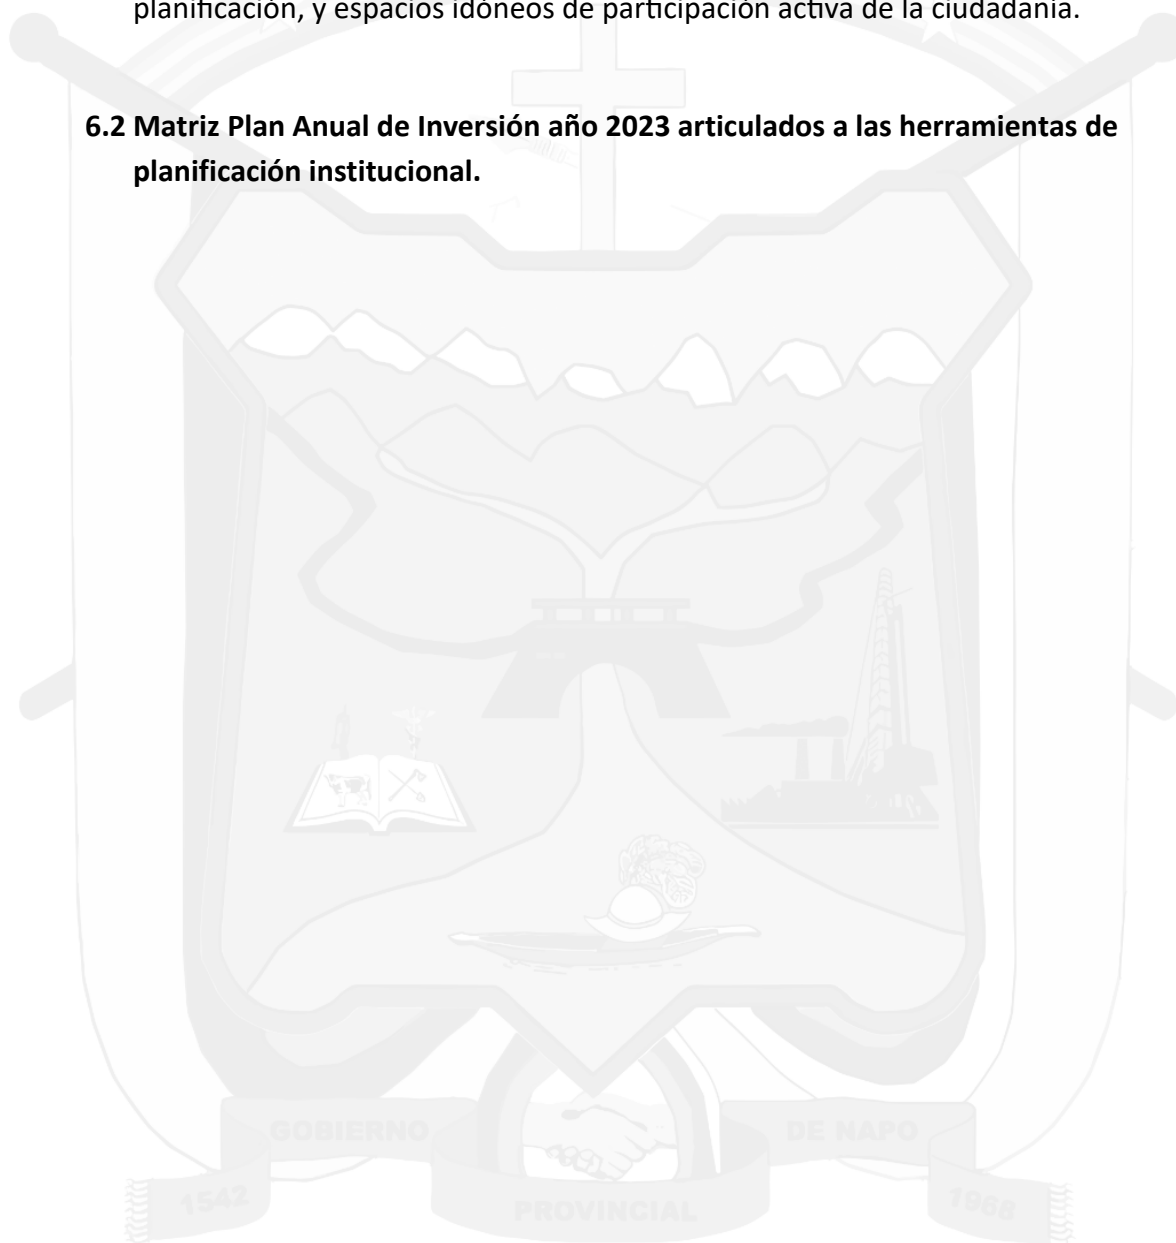 planificación, y espacios idóneos de participación activa de la ciudadanía.
6.2 Matriz Plan Anual de Inversión año 2023 articulados a las herramientas de
planificación institucional.
GOBIERNO
DE NAPO
1542
PROVINCIAL
1968